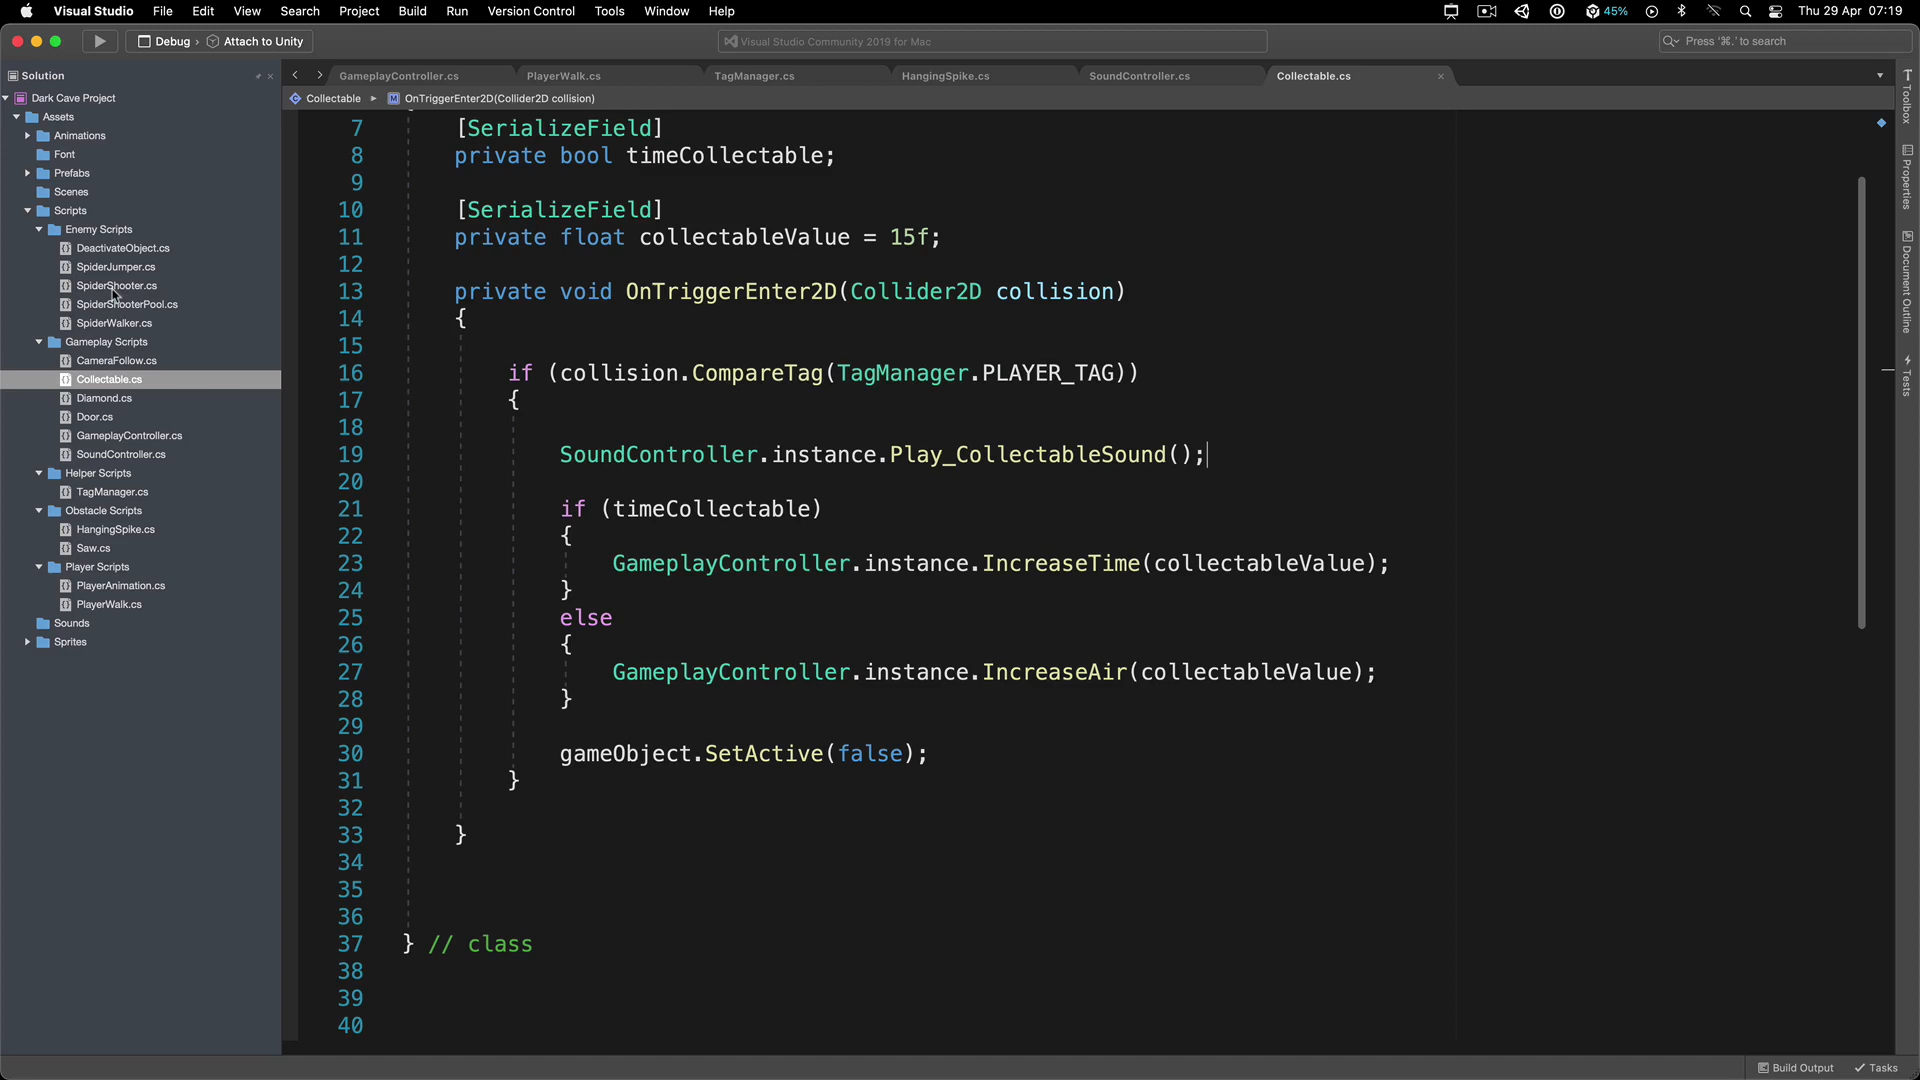 Visual Studio File Edit View Search Project Build Run Version Control Tools Window Help 45% Thu 29 Apr 07:19
Debug › Attach to Unity Visual Studio Community 2019 for Mac Press '⌘.' to search
Solution
GameplayController.cs PlayerWalk.cs TagManager.cs HangingSpike.cs SoundController.cs Collectable.cs
Collectable OnTriggerEnter2D(Collider2D collision)
Dark Cave Project
Assets
Animations
Font
Prefabs
Scenes
Scripts
Enemy Scripts
DeactivateObject.cs
SpiderJumper.cs
SpiderShooter.cs
SpiderShooterPool.cs
SpiderWalker.cs
Gameplay Scripts
CameraFollow.cs
Collectable.cs
Diamond.cs
Door.cs
GameplayController.cs
SoundController.cs
Helper Scripts
TagManager.cs
Obstacle Scripts
HangingSpike.cs
Saw.cs
Player Scripts
PlayerAnimation.cs
PlayerWalk.cs
Sounds
Sprites
7 [SerializeField]
8 private bool timeCollectable;
9
10 [SerializeField]
11 private float collectableValue = 15f;
12
13 private void OnTriggerEnter2D(Collider2D collision)
14 {
15
16 if (collision.CompareTag(TagManager.PLAYER_TAG))
17 {
18
19 SoundController.instance.Play_CollectableSound();
20
21 if (timeCollectable)
22 {
23 GameplayController.instance.IncreaseTime(collectableValue);
24 }
25 else
26 {
27 GameplayController.instance.IncreaseAir(collectableValue);
28 }
29
30 gameObject.SetActive(false);
31 }
32
33 }
34
35
36
37 } // class
38
39
40
Toolbox
Properties
Document Outline
Tests
Build Output Tasks